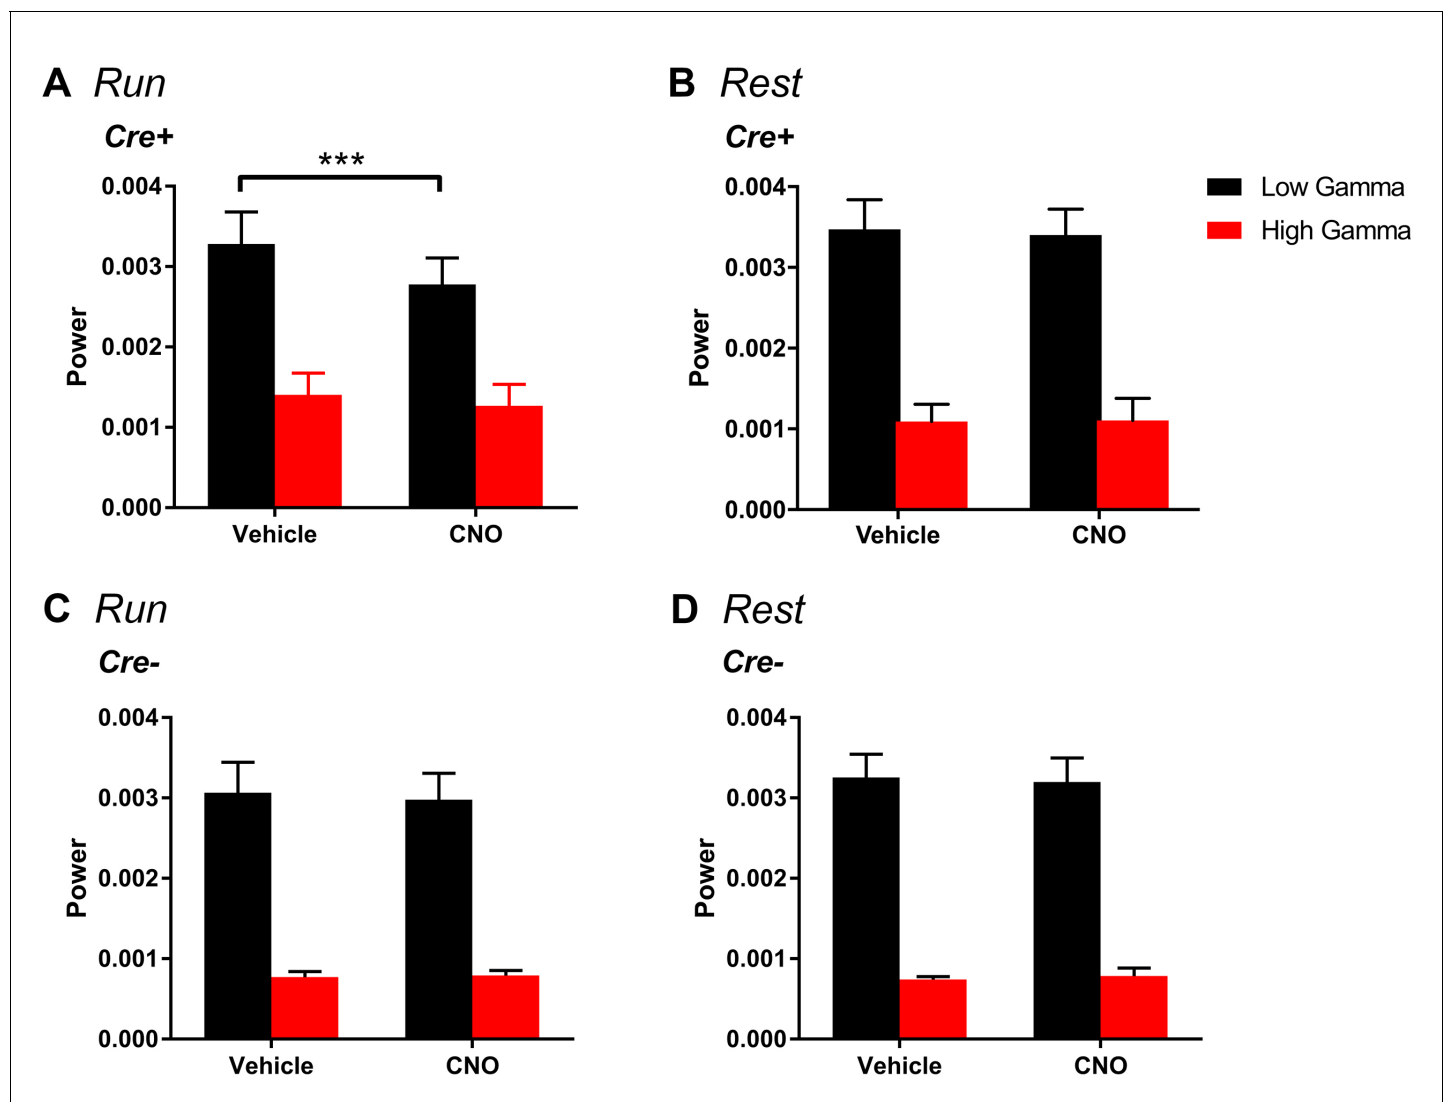 A Run
Cre+
***
0.004
0.003
0.002
0.001
0.000
Power
Vehicle CNO
B Rest
Cre+
0.004
0.003
0.002
0.001
0.000
Power
Vehicle CNO
Low Gamma
High Gamma
C Run
Cre-
0.004
0.003
0.002
0.001
0.000
Power
Vehicle CNO
D Rest
Cre-
0.004
0.003
0.002
0.001
0.000
Power
Vehicle CNO